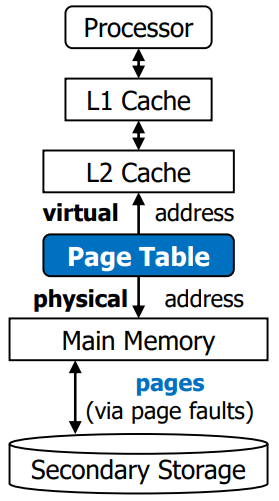 Processor
L1 Cache
L2 Cache
virtual address
Page Table
physical address
Main Memory
pages
(via page faults)
Secondary Storage